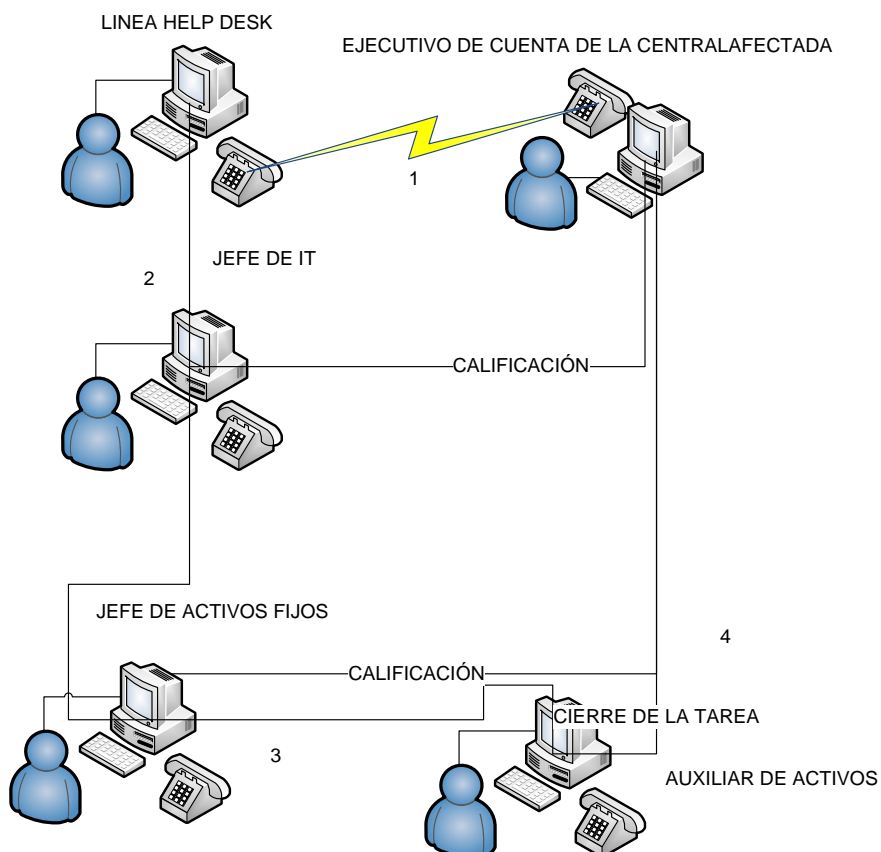 LINEA HELP DESK
EJECUTIVO DE CUENTA DE LA CENTRALAFECTADA
1
JEFE DE IT
2
CALIFICACIÓN
JEFE DE ACTIVOS FIJOS
4
CALIFICACIÓN
CIERRE DE LA TAREA
3
AUXILIAR DE ACTIVOS